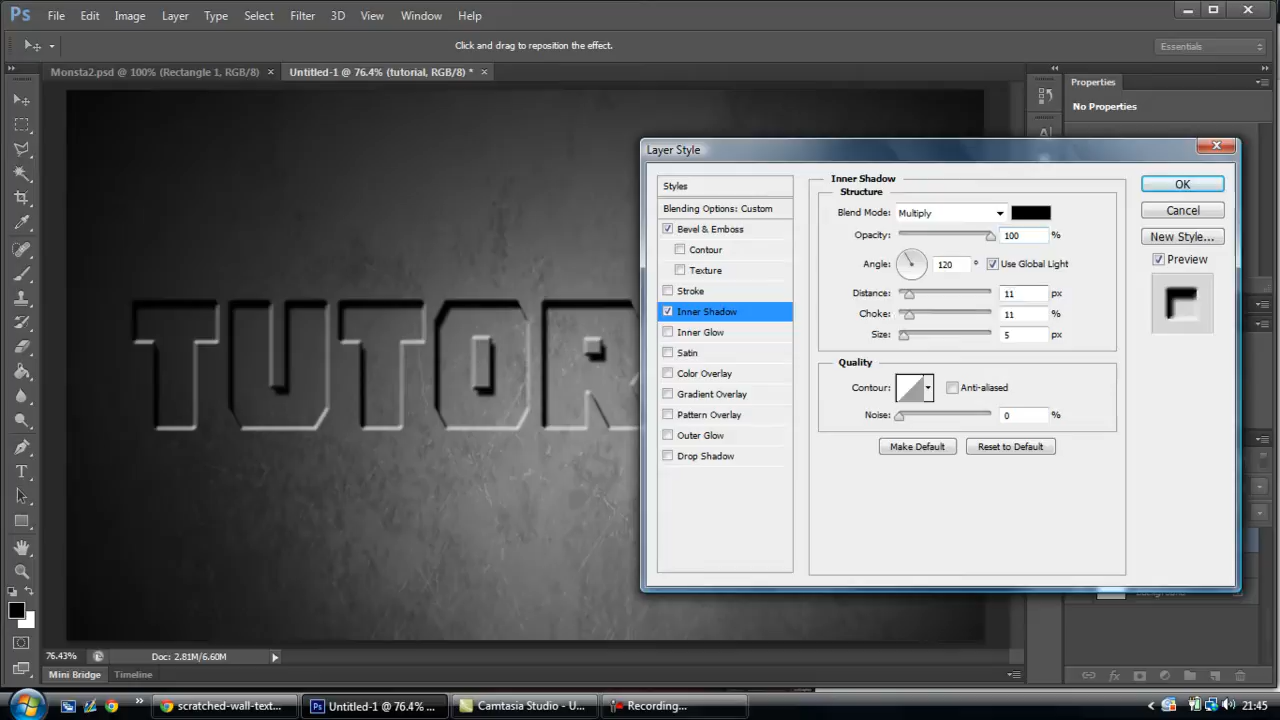 Ps File Edit Image Layer Type Select Filter 3D View Window Help
Click and drag to reposition the effect.
Essentials
Monsta2.psd @ 100% (Rectangle 1, RGB/8) × Untitled-1 @ 76.4% (tutorial, RGB/8) * ×
Properties
No Properties
TUTOR
Layer Style
Styles
Blending Options: Custom
Bevel & Emboss
Contour
Texture
Stroke
Inner Shadow
Inner Glow
Satin
Color Overlay
Gradient Overlay
Pattern Overlay
Outer Glow
Drop Shadow
Inner Shadow
Structure
Blend Mode: Multiply
Opacity: 100 %
Angle: 120 ° Use Global Light
Distance: 11 px
Choke: 11 %
Size: 5 px
Quality
Contour: Anti-aliased
Noise: 0 %
Make Default Reset to Default
OK
Cancel
New Style...
Preview
Background
76.43% Doc: 2.81M/6.60M
Mini Bridge Timeline
scratched-wall-text... Untitled-1 @ 76.4% ... Camtasia Studio - U... Recording... 21:45